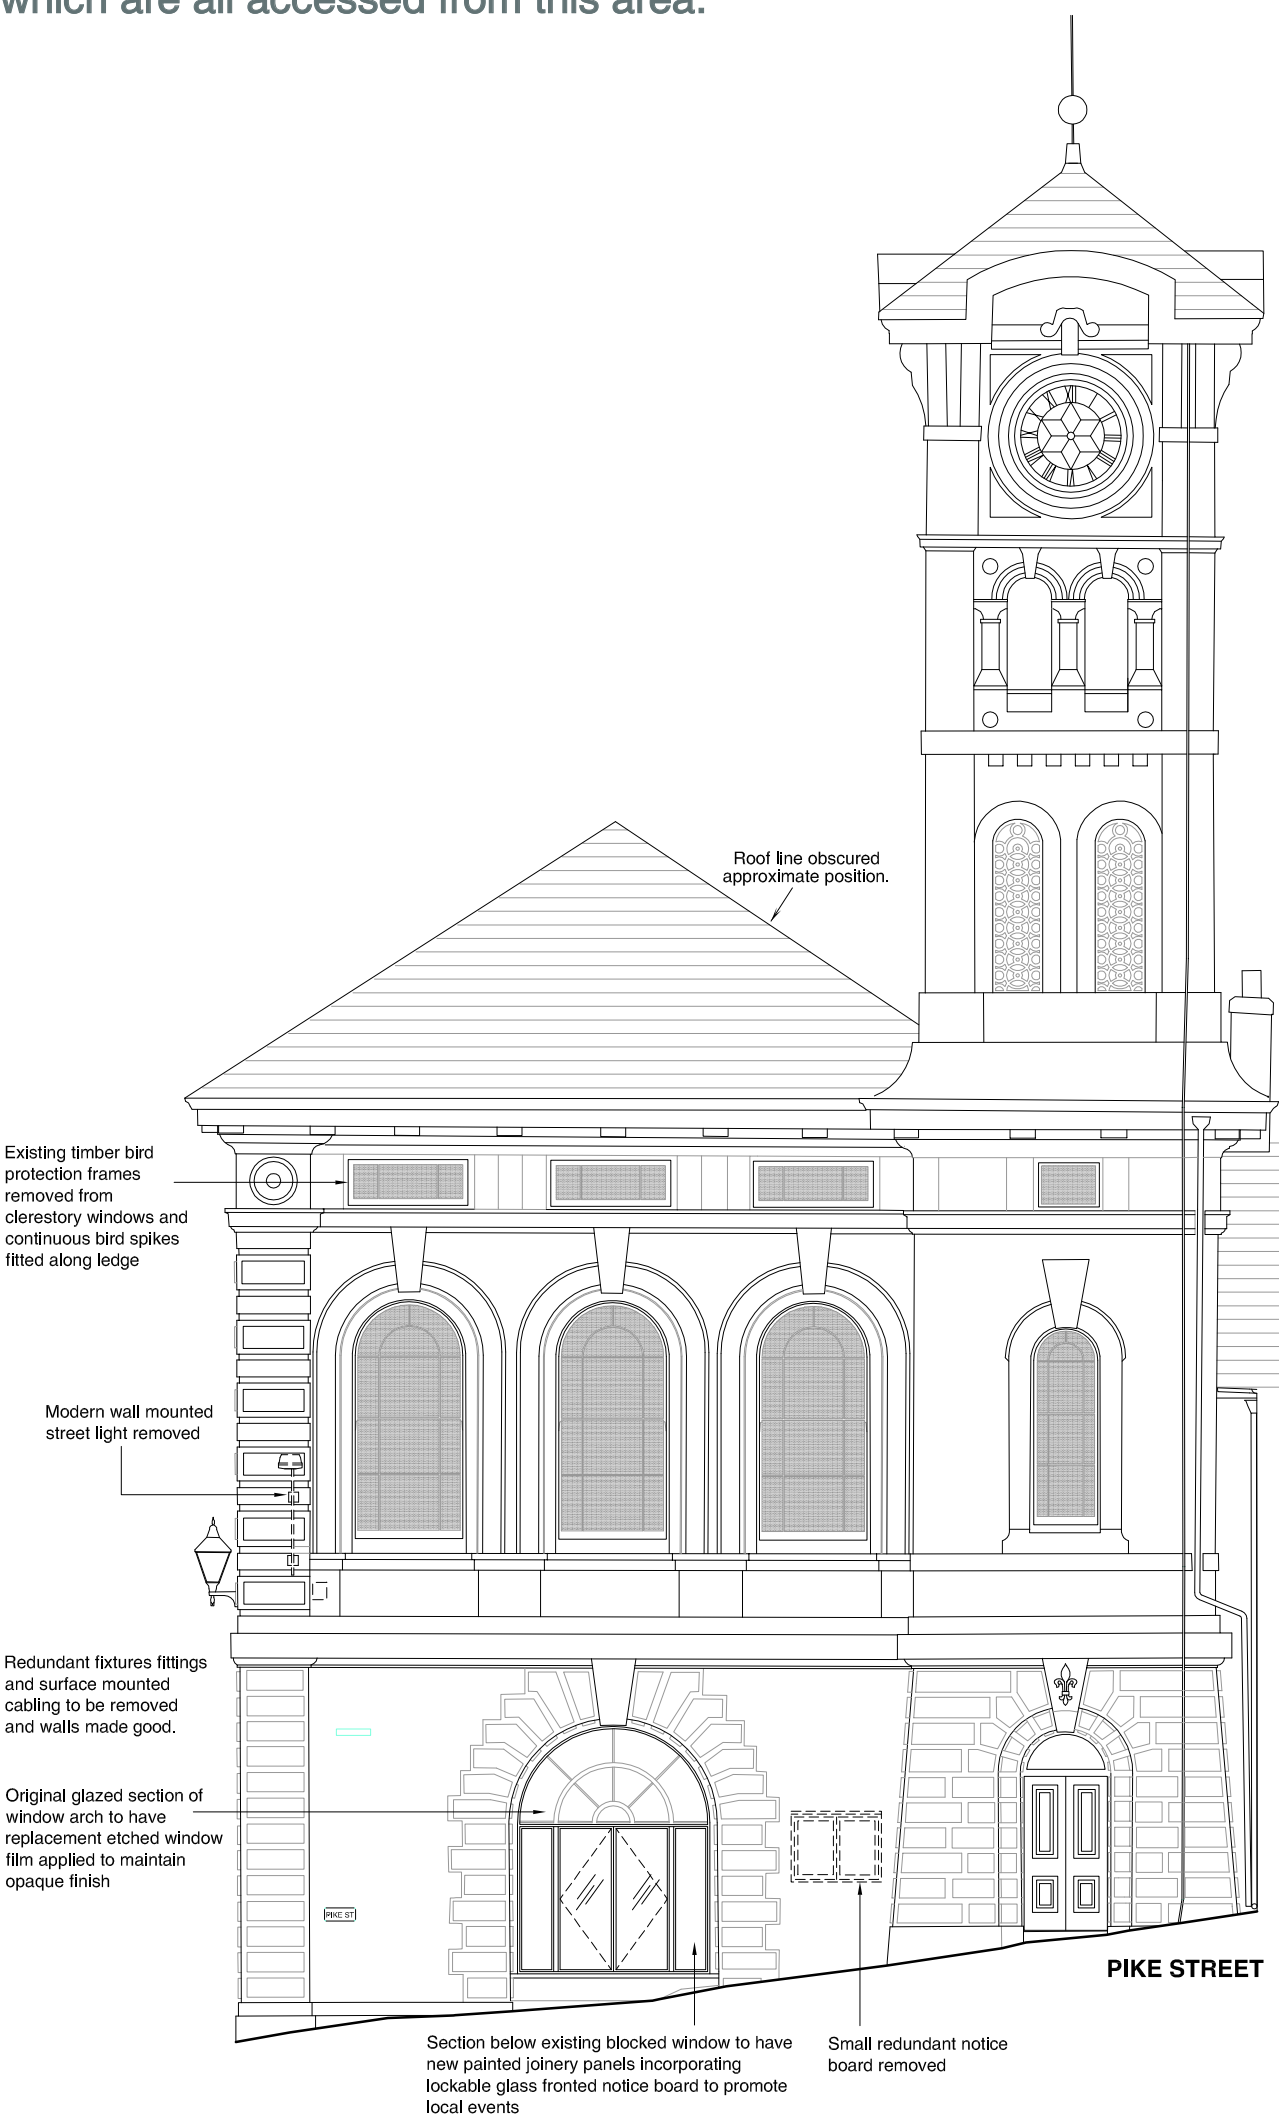 which are all accessed from this area.
Roof line obscured
approximate position.
Existing timber bird
protection frames
removed from
clerestory windows and
continuous bird spikes
fitted along ledge
Modern wall mounted
street light removed
Redundant fixtures fittings
and surface mounted
cabling to be removed
and walls made good.
Original glazed section of
window arch to have
replacement etched window
film applied to maintain
opaque finish
PIKE ST
PIKE STREET
Section below existing blocked window to have
new painted joinery panels incorporating
lockable glass fronted notice board to promote
local events
Small redundant notice
board removed